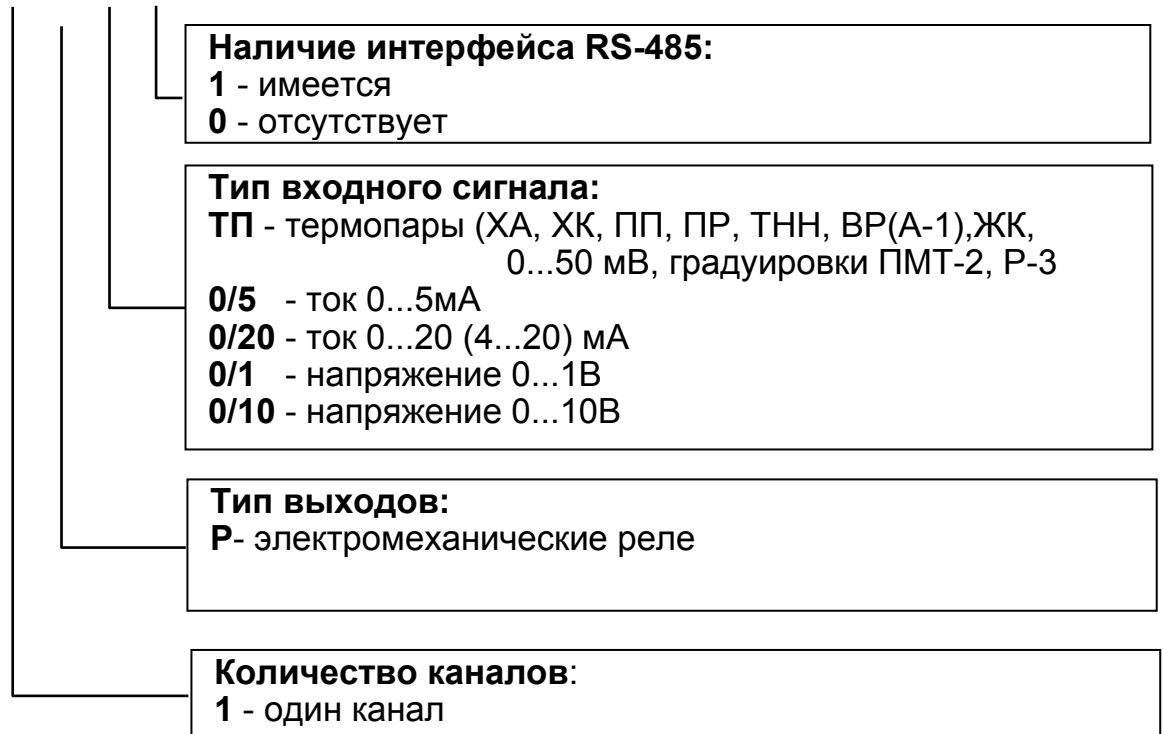 Наличие интерфейса RS-485:
1 - имеется
0 - отсутствует
Тип входного сигнала:
ТП - термопары (ХА, ХК, ПП, ПР, ТНН, ВР(А-1),ЖК,
0...50 мВ, градуировки ПМТ-2, Р-3
0/5 - ток 0...5мА
0/20 - ток 0...20 (4...20) мА
0/1 - напряжение 0...1В
0/10 - напряжение 0...10В
Тип выходов:
Р- электромеханические реле
Количество каналов:
1 - один канал